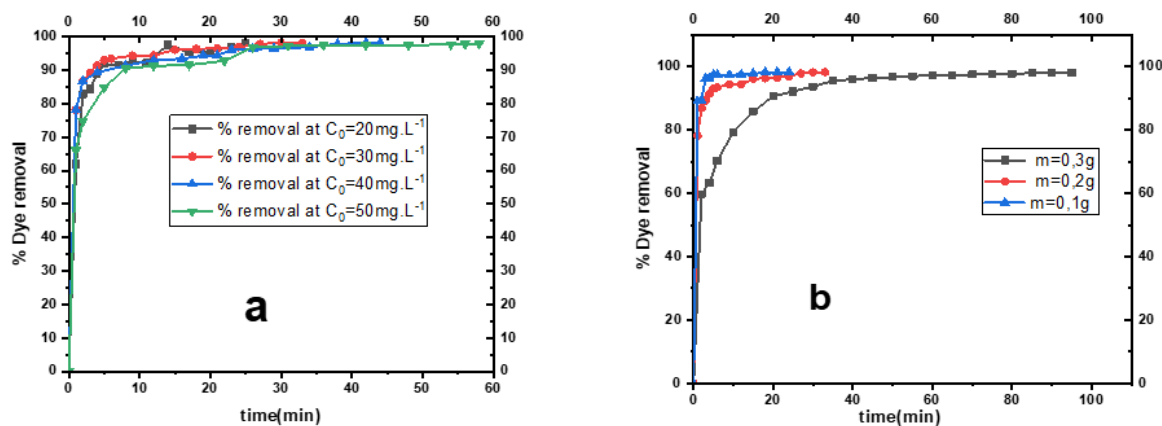 0 10 20 30 40 50 60
100 100
90 90
80 80
70 70
60 60
50 50
40 40
30 30
20 20
10 10
0 0
0 10 20 30 40 50 60
% Dye removal
time(min)
% removal at C₀=20mg.L⁻¹
% removal at C₀=30mg.L⁻¹
% removal at C₀=40mg.L⁻¹
% removal at C₀=50mg.L⁻¹
a
0 20 40 60 80 100
100 100
80 80
60 60
40 40
20 20
0 0
0 20 40 60 80 100
% Dye removal
time(min)
m=0,3g
m=0,2g
m=0,1g
b